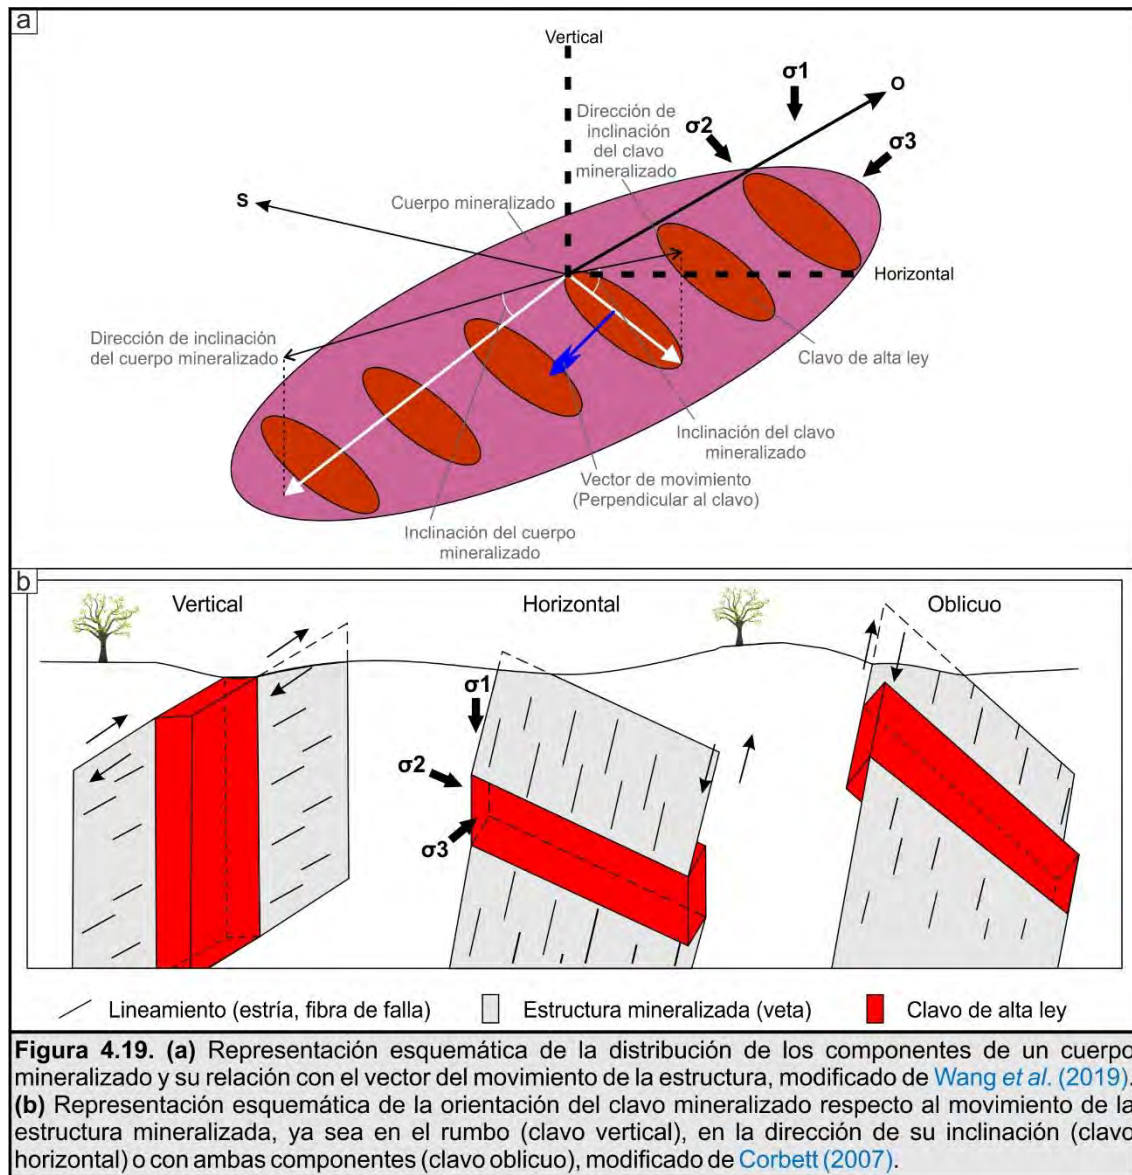 a
Vertical
σ1
O
Dirección de
inclinación
del clavo
mineralizado
σ2
σ3
S
Cuerpo mineralizado
Horizontal
Dirección de inclinación
del cuerpo mineralizado
Clavo de alta ley
Inclinación del clavo
mineralizado
Vector de movimiento
(Perpendicular al clavo)
Inclinación del cuerpo
mineralizado
b
Vertical
Horizontal
Oblicuo
σ1
σ2
σ3
Lineamiento (estría, fibra de falla)
Estructura mineralizada (veta)
Clavo de alta ley
Figura 4.19. (a) Representación esquemática de la distribución de los componentes de un cuerpo
mineralizado y su relación con el vector del movimiento de la estructura, modificado de Wang et al. (2019).
(b) Representación esquemática de la orientación del clavo mineralizado respecto al movimiento de la
estructura mineralizada, ya sea en el rumbo (clavo vertical), en la dirección de su inclinación (clavo
horizontal) o con ambas componentes (clavo oblicuo), modificado de Corbett (2007).